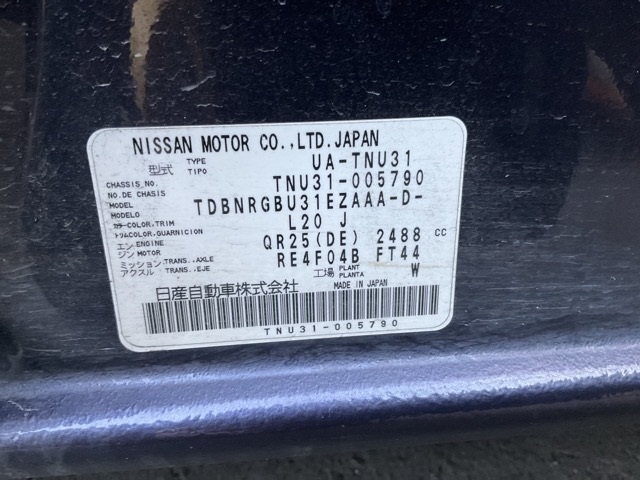 NISSAN MOTOR CO.,LTD.JAPAN
型式 TYPE TIPO UA-TNU31
CHASSIS NO. NO.DE CHASIS TNU31-005790
MODEL MODELO TDBNRGBU31EZAAA-D-
カラー COLOR,TRIM トリムCOLOR,GUARNICION L20 J
エンジン ENGINE MOTOR QR25(DE) 2488 cc
ミッション TRANS.,AXLE アクスル TRANS.,EJE RE4F04B FT44
工場 PLANT PLANTA W
日産自動車株式会社 MADE IN JAPAN
TNU31-005790